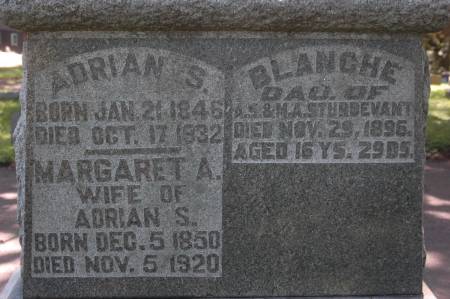 ADRIAN S.
BORN JAN. 21 1846
DIED OCT. 17 1932
MARGARET A.
WIFE OF
ADRIAN S.
BORN DEC. 5 1850
DIED NOV. 5 1920
BLANCHE
DAU. OF
A.S. & M.A. STURDEVANT
DIED NOV. 29, 1896.
AGED 16 YS. 29 DS.